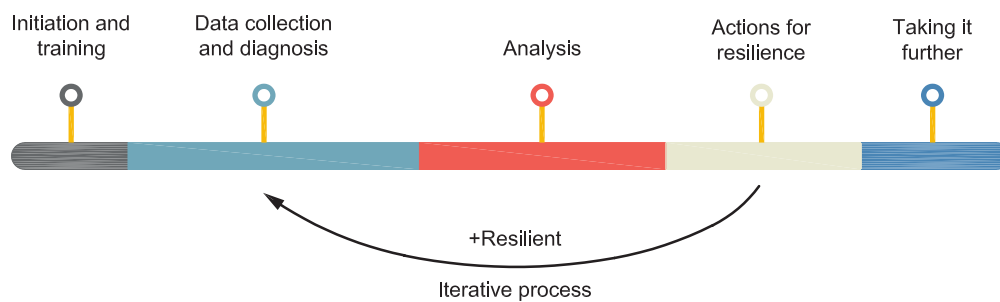 Initiation and
training
Data collection
and diagnosis
Analysis
Actions for
resilience
Taking it
further
+Resilient
Iterative process